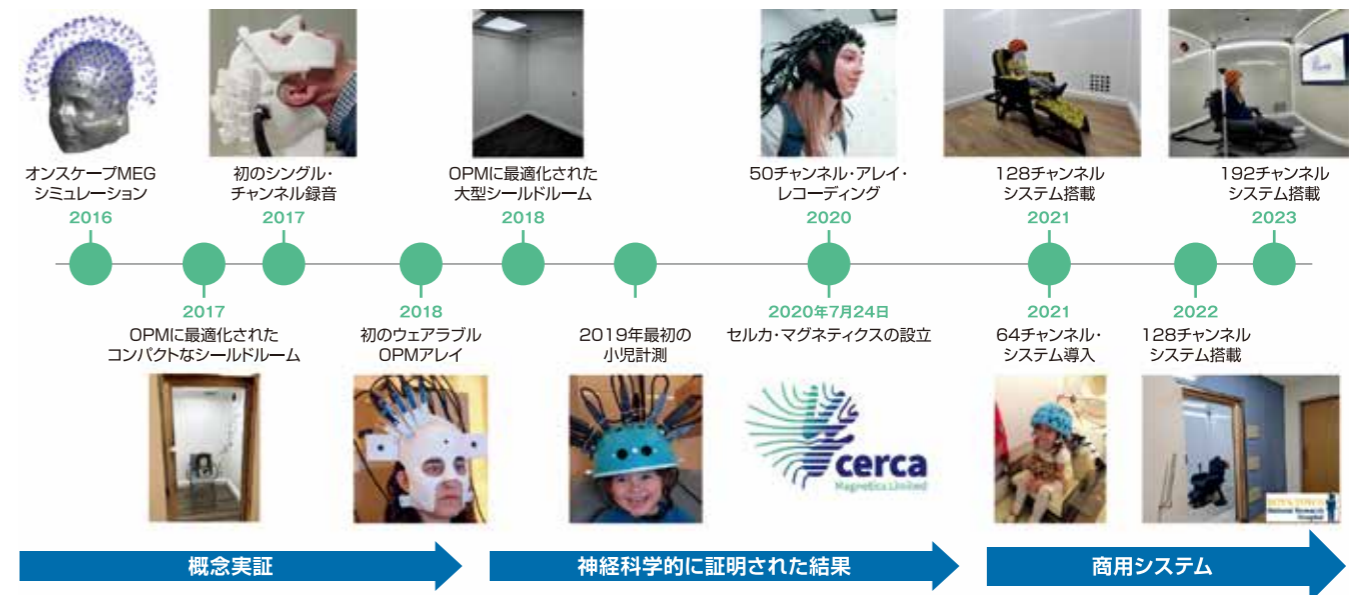 オンスケープMEG
シミュレーション
2016
初のシングル・
チャンネル録音
2017
OPMに最適化された
大型シールドルーム
2018
50チャンネル・アレイ・
レコーディング
2020
128チャンネル
システム搭載
2021
192チャンネル
システム搭載
2023
2017
OPMに最適化された
コンパクトなシールドルーム
2018
初のウェアラブル
OPMアレイ
2019年最初の
小児計測
2020年7月24日
セルカ・マグネティクスの設立
2021
64チャンネル・
システム導入
2022
128チャンネル
システム搭載
cerca
Magnetics Limited
BOYS TOWN
National Research
Hospital
概念実証
神経科学的に証明された結果
商用システム